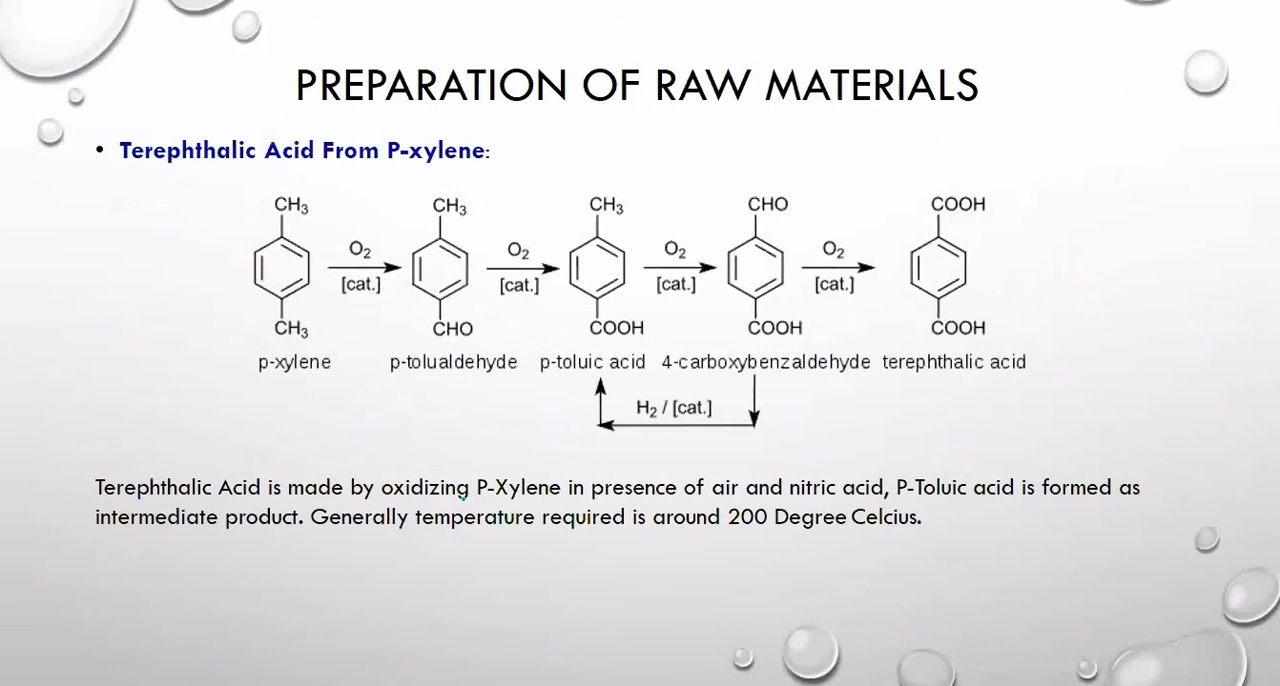 PREPARATION OF RAW MATERIALS
• Terephthalic Acid From P-xylene:
CH3 CH3 CH3 CHO COOH
O2 O2 O2 O2
[cat.] [cat.] [cat.] [cat.]
CH3 CHO COOH COOH COOH
p-xylene p-tolualdehyde p-toluic acid 4-carboxybenzaldehyde terephthalic acid
H2 / [cat.]
Terephthalic Acid is made by oxidizing P-Xylene in presence of air and nitric acid, P-Toluic acid is formed as
intermediate product. Generally temperature required is around 200 Degree Celcius.